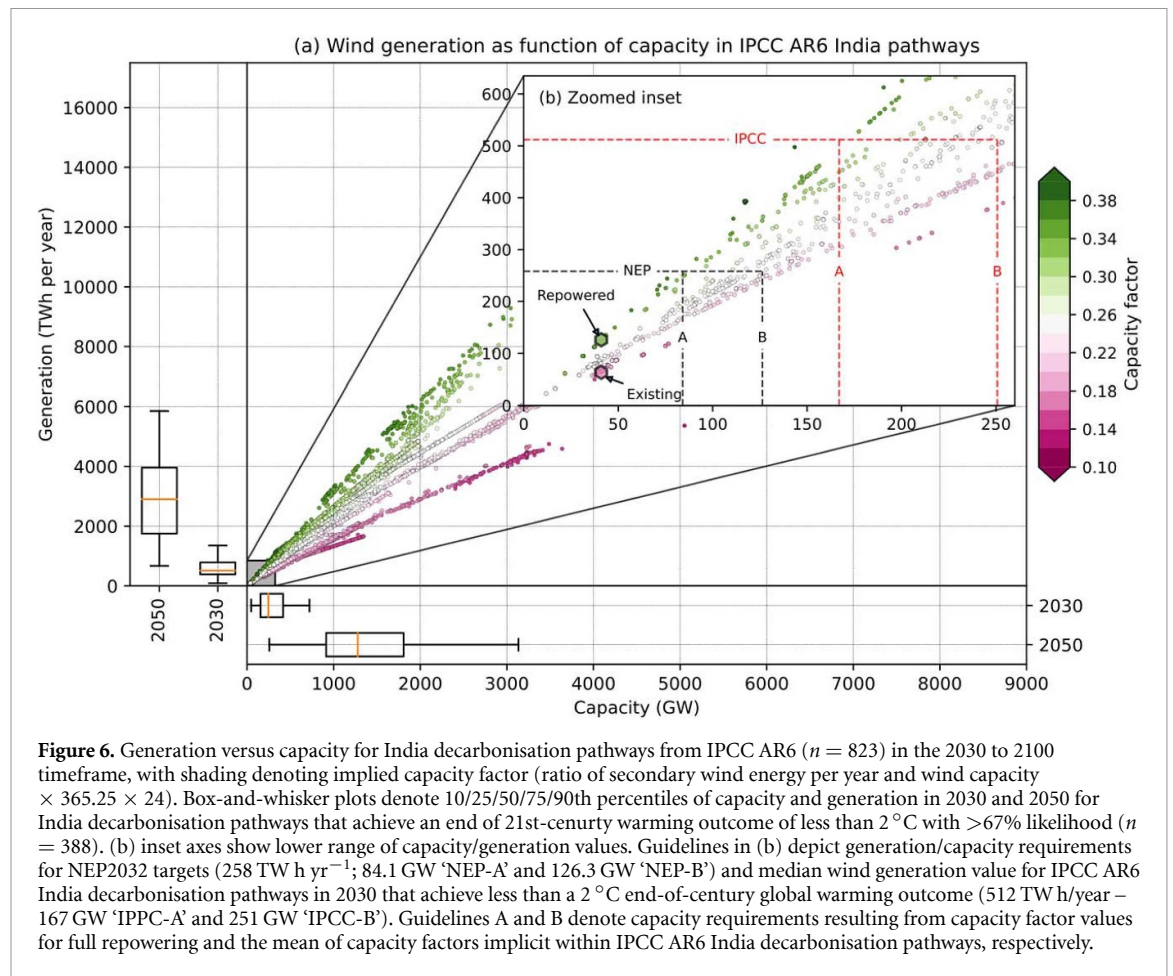 (a) Wind generation as function of capacity in IPCC AR6 India pathways
Generation (TWh per year)
16000
14000
12000
10000
8000
6000
4000
2000
0
2050
2030
(b) Zoomed inset
600
500
400
300
200
100
0
0
50
100
150
200
250
IPCC
NEP
Repowered
Existing
A
B
A
B
0.38
0.34
0.30
0.26
0.22
0.18
0.14
0.10
Capacity factor
2030
2050
0
1000
2000
3000
4000
5000
6000
7000
8000
9000
Capacity (GW)
Figure 6. Generation versus capacity for India decarbonisation pathways from IPCC AR6 (n = 823) in the 2030 to 2100
timeframe, with shading denoting implied capacity factor (ratio of secondary wind energy per year and wind capacity
× 365.25 × 24). Box-and-whisker plots denote 10/25/50/75/90th percentiles of capacity and generation in 2030 and 2050 for
India decarbonisation pathways that achieve an end of 21st-cenurty warming outcome of less than 2 °C with >67% likelihood (n
= 388). (b) inset axes show lower range of capacity/generation values. Guidelines in (b) depict generation/capacity requirements
for NEP2032 targets (258 TW h yr⁻¹; 84.1 GW ‘NEP-A’ and 126.3 GW ‘NEP-B’) and median wind generation value for IPCC AR6
India decarbonisation pathways in 2030 that achieve less than a 2 °C end-of-century global warming outcome (512 TW h/year –
167 GW ‘IPPC-A’ and 251 GW ‘IPCC-B’). Guidelines A and B denote capacity requirements resulting from capacity factor values
for full repowering and the mean of capacity factors implicit within IPCC AR6 India decarbonisation pathways, respectively.